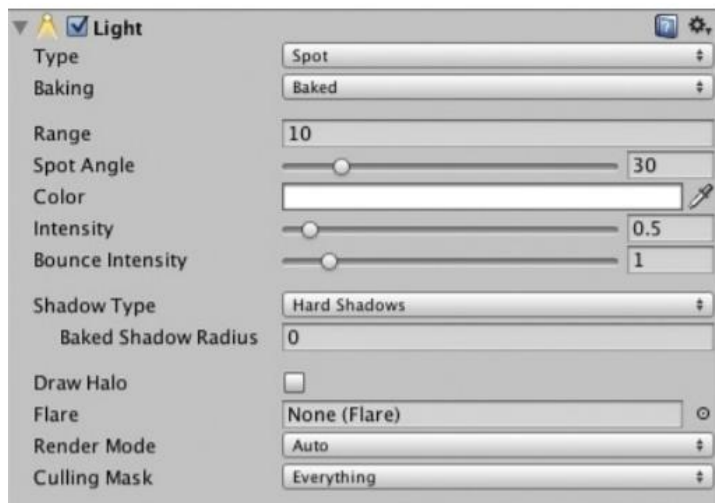 Light
Type Spot
Baking Baked
Range 10
Spot Angle 30
Color
Intensity 0.5
Bounce Intensity 1
Shadow Type Hard Shadows
Baked Shadow Radius 0
Draw Halo
Flare None (Flare)
Render Mode Auto
Culling Mask Everything